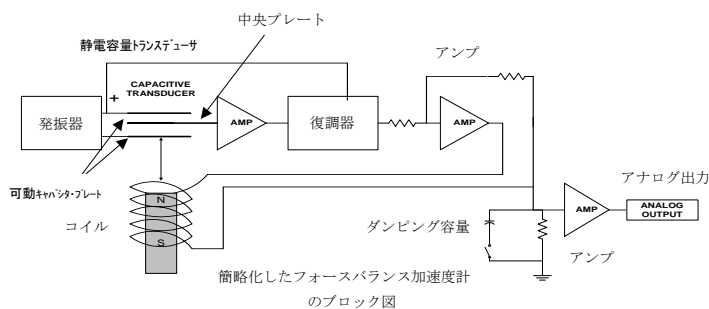 中央プレート
静電容量トランスデューサ
アンプ
CAPACITIVE
TRANSDUCER
+
発振器
AMP
復調器
AMP
可動キャパシタ・プレート
N
S
コイル
アナログ出力
ダンピング容量
AMP
ANALOG
OUTPUT
アンプ
簡略化したフォースバランス加速度計
のブロック図